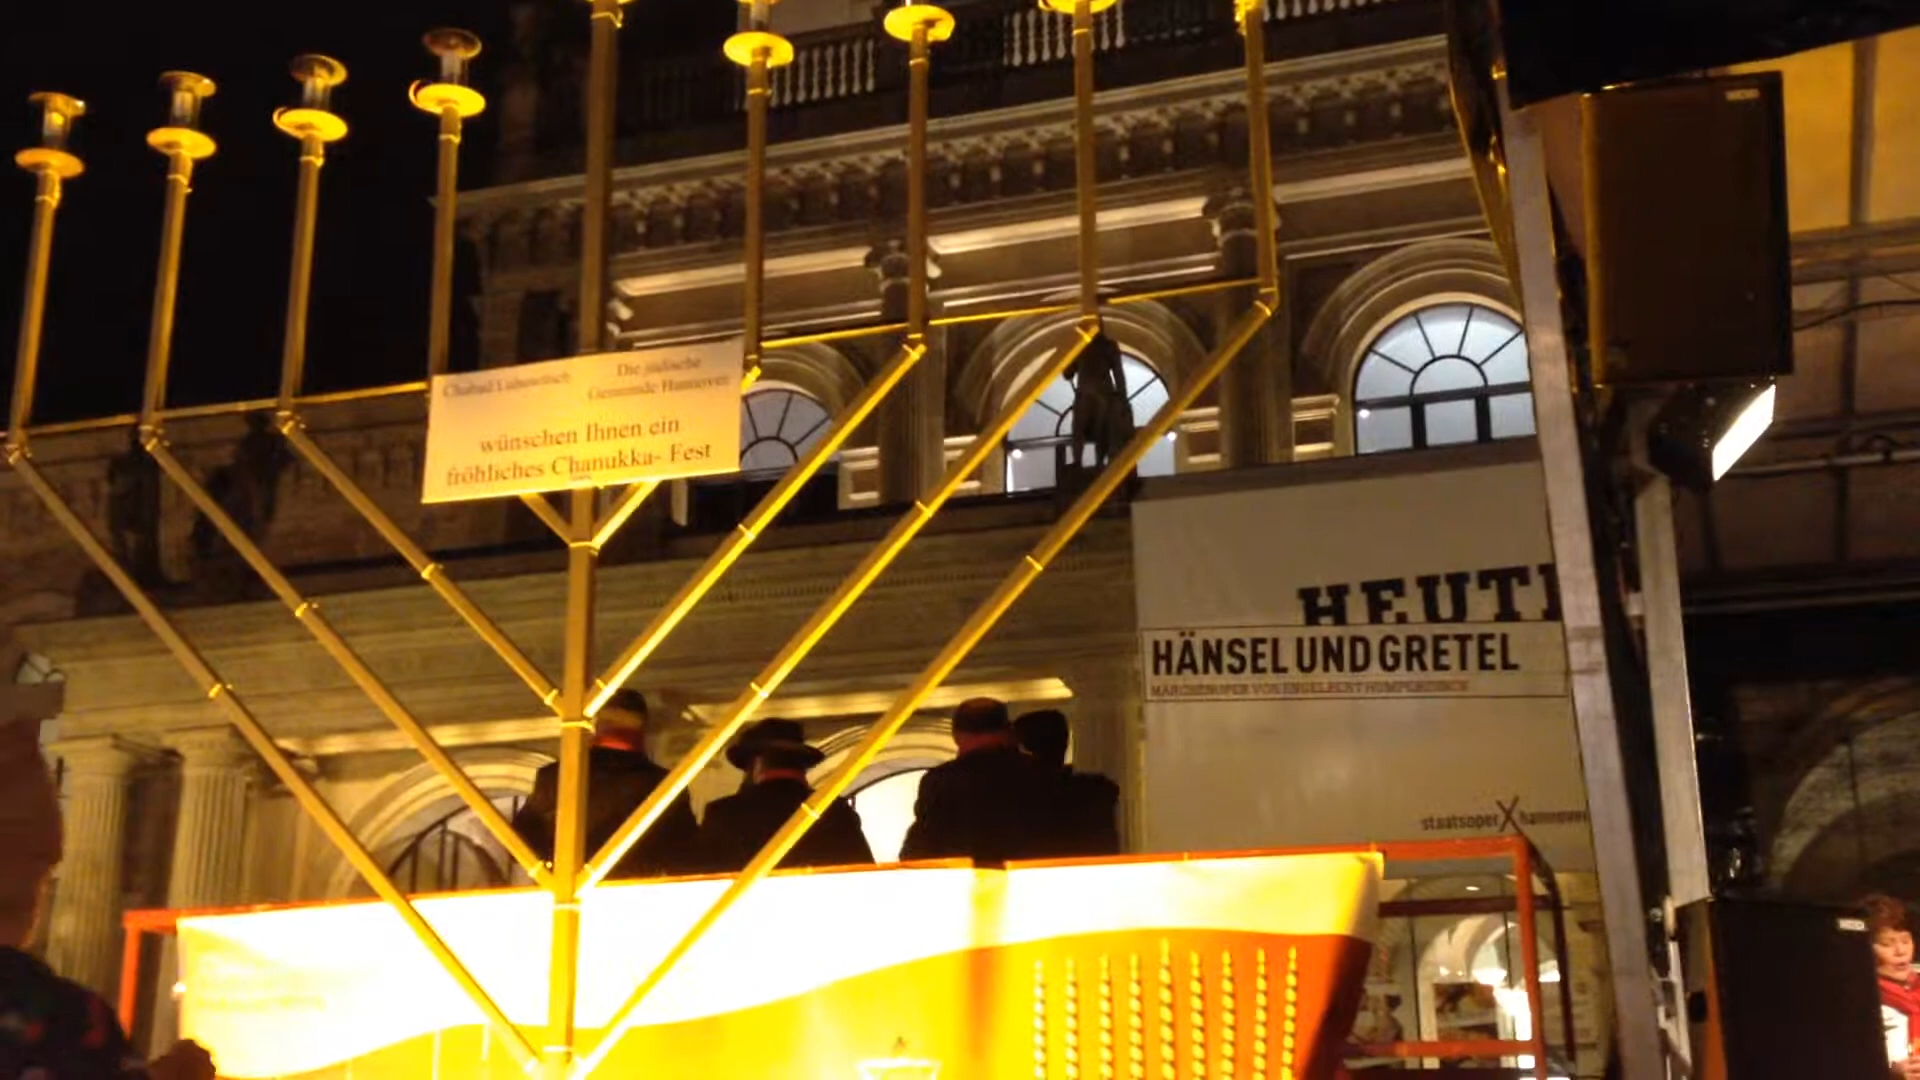 Chabad Lubawitsch
Die jüdische
Gemeinde Hannover
wünschen Ihnen ein
fröhliches Chanukka- Fest
HEUT
HÄNSEL UND GRETEL
MÄRCHENOPER VON ENGELBERT HUMPERDINCK
staatsoper X hannover